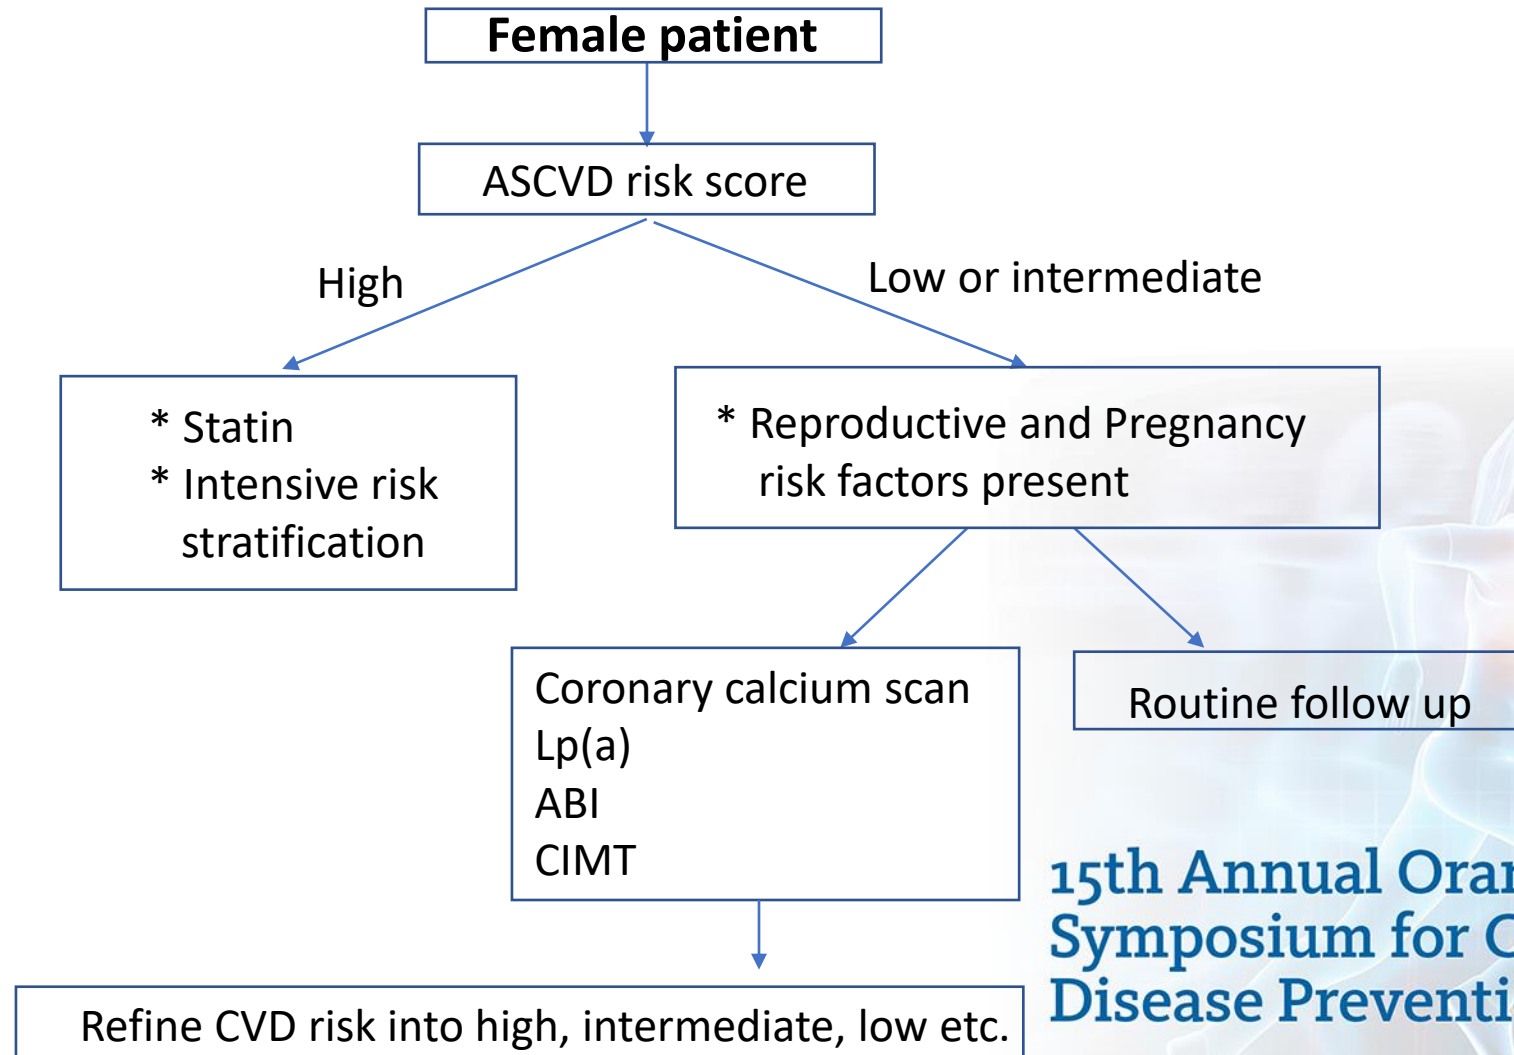 Female patient
ASCVD risk score
High
Low or intermediate
* Statin
* Intensive risk
stratification
* Reproductive and Pregnancy
risk factors present
Coronary calcium scan
Lp(a)
ABI
CIMT
Routine follow up
15th Annual
Symposium for
Disease
Refine CVD risk into high, intermediate, low etc.